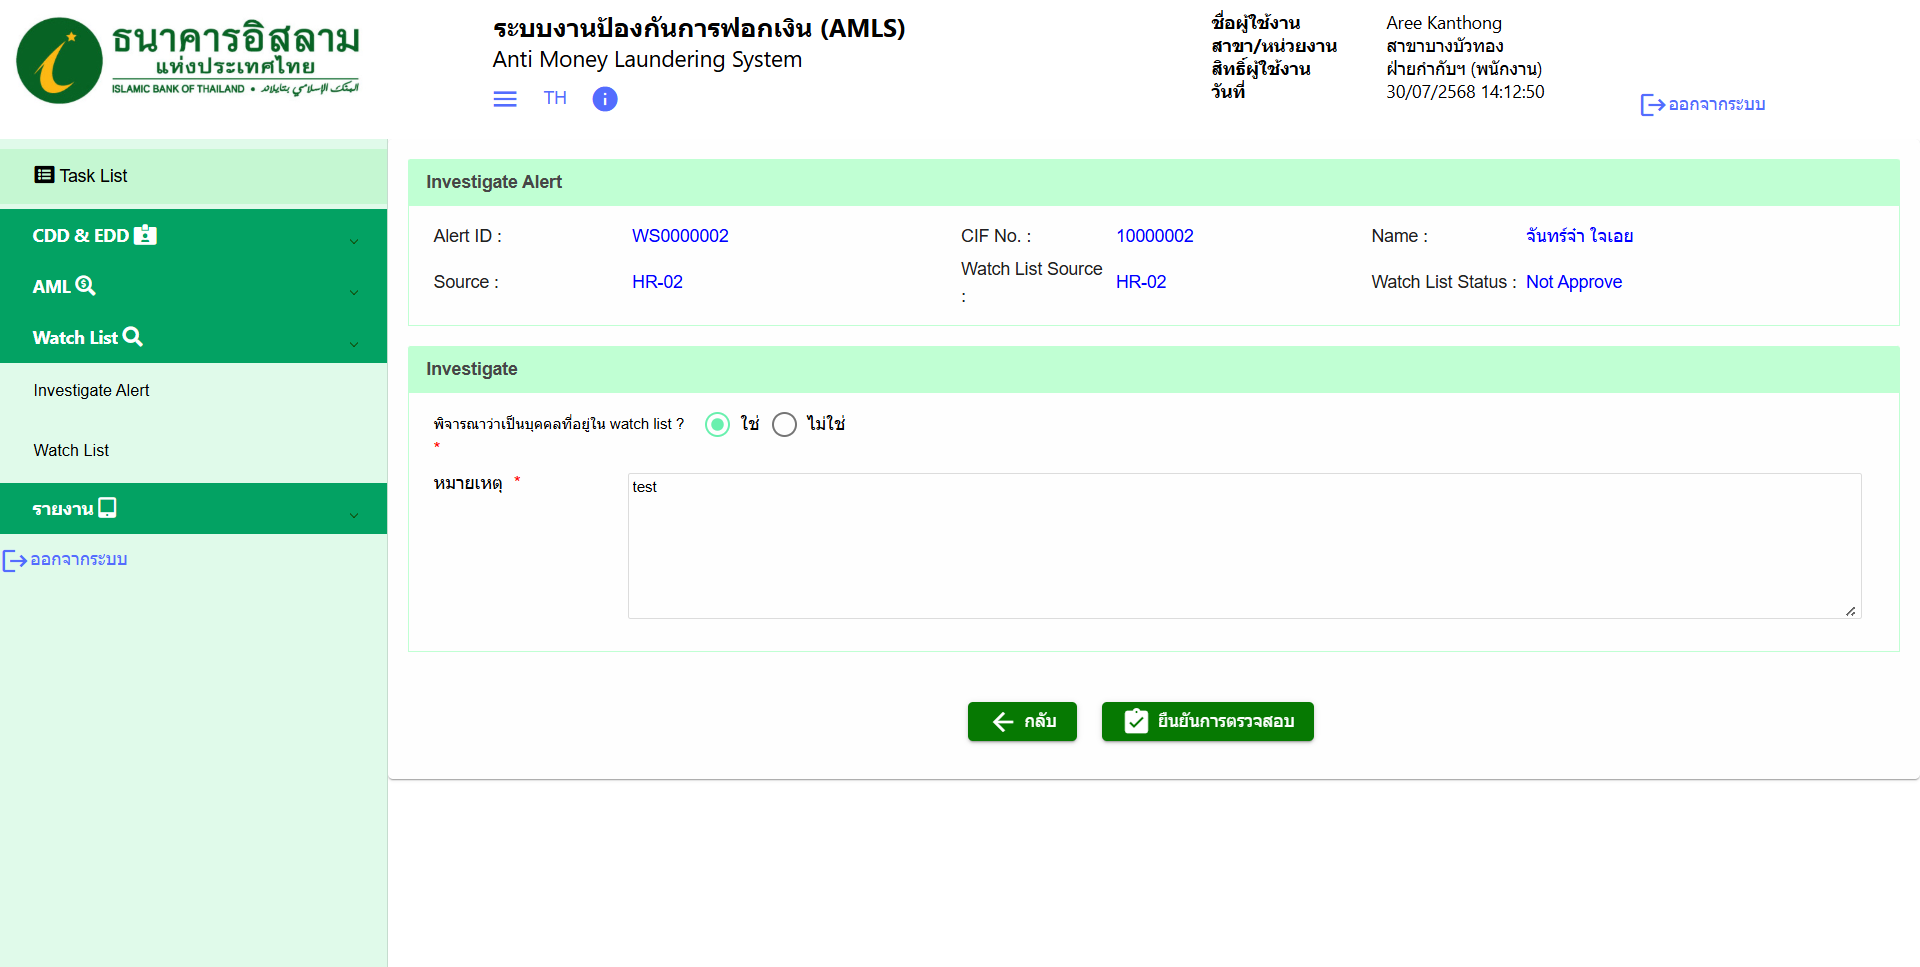 ธนาคารอิสลาม
แห่งประเทศไทย
ISLAMIC BANK OF THAILAND •
ระบบงานป้องกันการฟอกเงิน (AMLS)
Anti Money Laundering System
TH
ชื่อผู้ใช้งาน Aree Kanthong
สาขา/หน่วยงาน สาขาบางบัวทอง
สิทธิ์ผู้ใช้งาน ฝ่ายกำกับฯ (พนักงาน)
วันที่ 30/07/2568 14:12:50
ออกจากระบบ
Task List
CDD & EDD
AML
Watch List
Investigate Alert
Watch List
รายงาน
ออกจากระบบ
Investigate Alert
Alert ID : WS0000002 CIF No. : 10000002 Name : จันทร์จ๋า ใจเอย
Source : HR-02 Watch List Source : HR-02 Watch List Status : Not Approve
Investigate
พิจารณาว่าเป็นบุคคลที่อยู่ใน watch list ? * ใช่ ไม่ใช่
หมายเหตุ * test
กลับ ยืนยันการตรวจสอบ